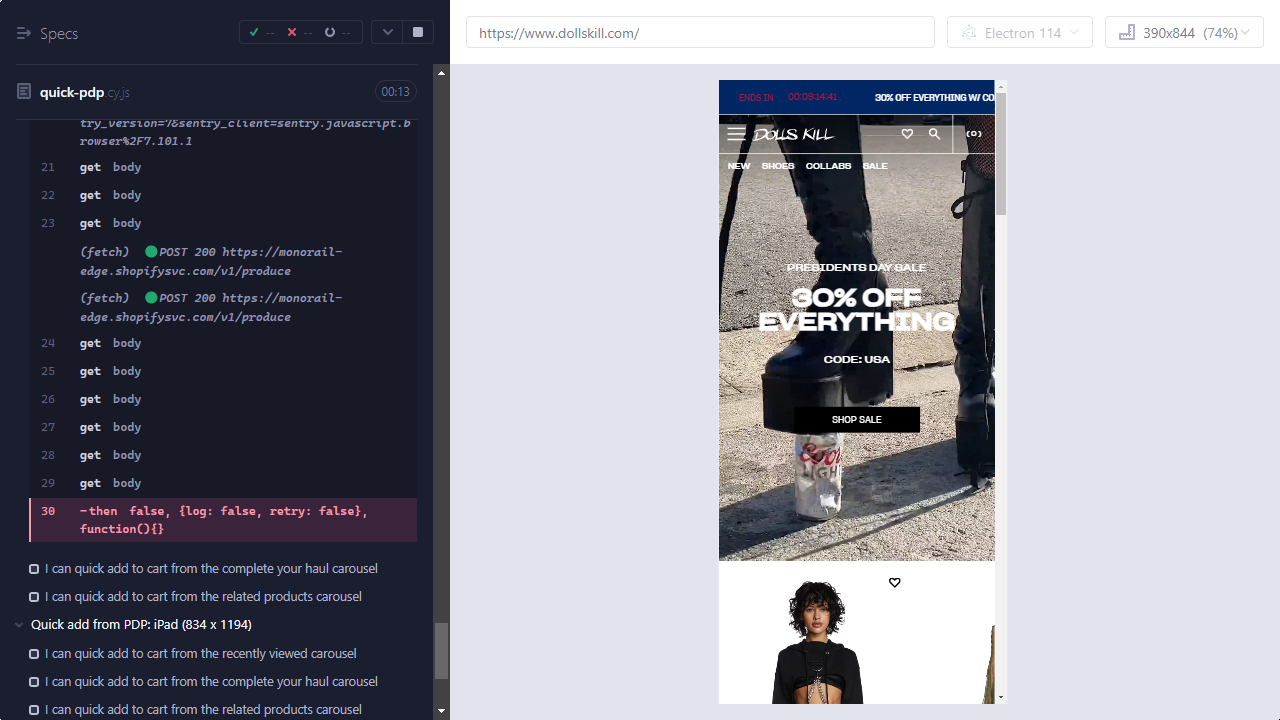 Specs
-- -- --
https://www.dollskill.com/
Electron 114
390x844 (74%)
quick-pdp.cy.js
00:13
try_version=7&sentry_client=sentry.javascript.b
rowser%2F7.101.1
21 get body
22 get body
23 get body
(fetch) POST 200 https://monorail-
edge.shopifysvc.com/v1/produce
(fetch) POST 200 https://monorail-
edge.shopifysvc.com/v1/produce
24 get body
25 get body
26 get body
27 get body
28 get body
29 get body
30 -then false, {log: false, retry: false},
function(){}
I can quick add to cart from the complete your haul carousel
I can quick add to cart from the related products carousel
Quick add from PDP: iPad (834 x 1194)
I can quick add to cart from the recently viewed carousel
I can quick add to cart from the complete your haul carousel
I can quick add to cart from the related products carousel
ENDS IN 00:09:14:41 30% OFF EVERYTHING W/ CO
DOLLS KILL
(0)
NEW SHOES COLLABS SALE
PRESIDENTS DAY SALE
30% OFF
EVERYTHING
CODE: USA
SHOP SALE
Coors
LIGHT